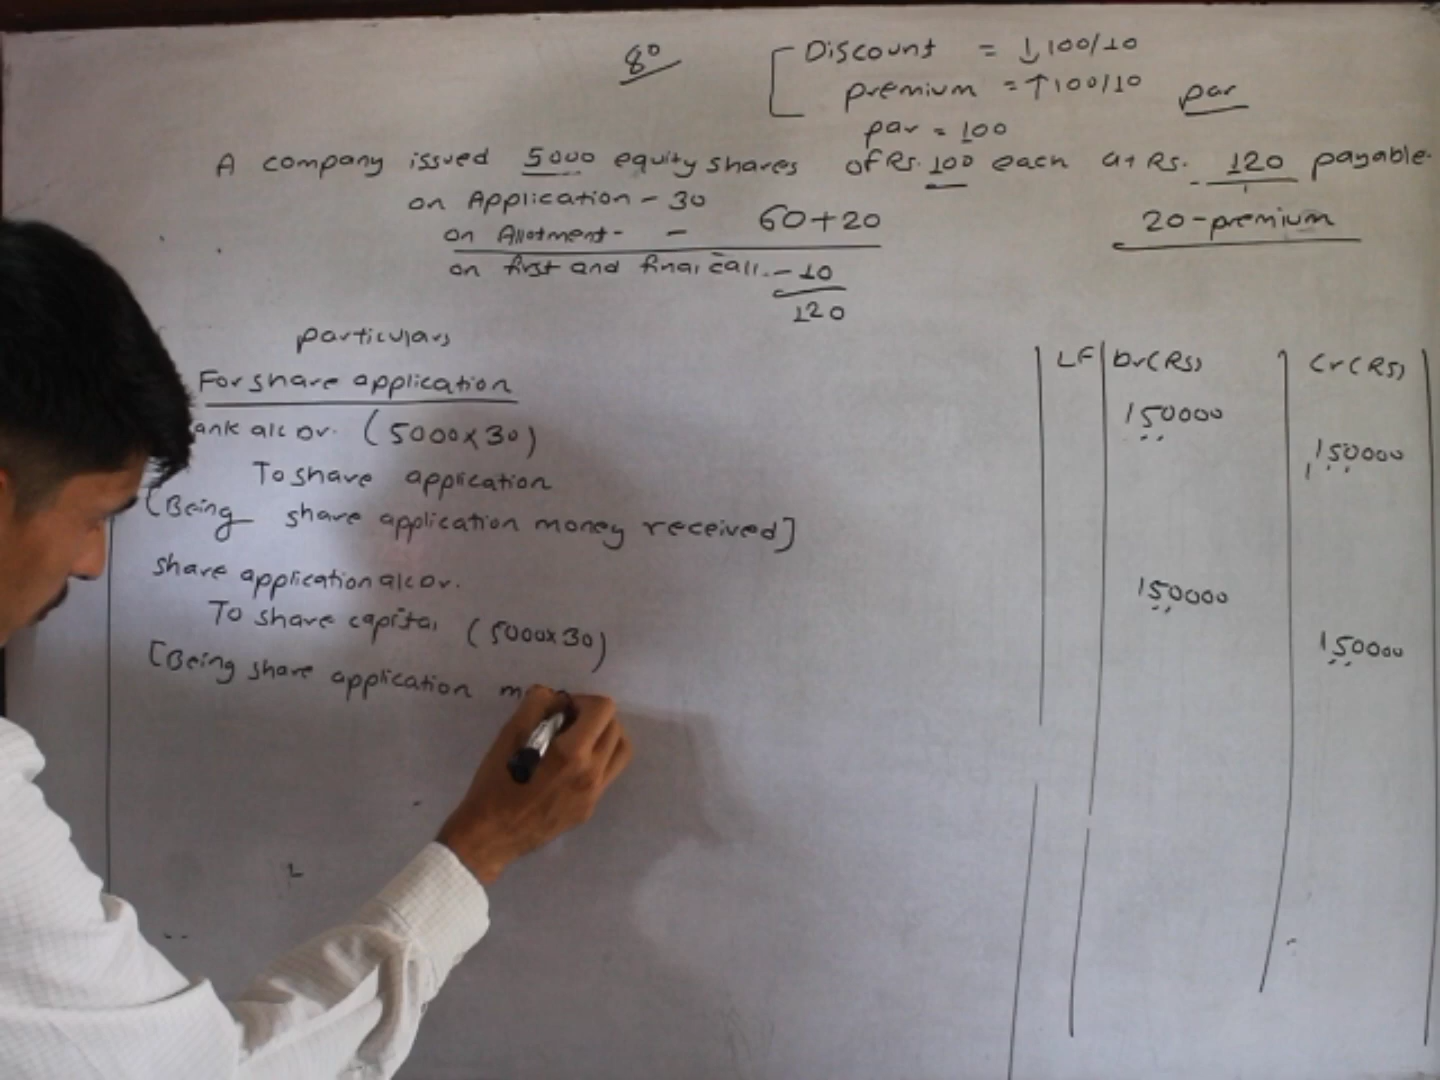 80
Discount = ↓100/10
premium = ↑100/10 par
par = 100
A company issued 5000 equity shares of Rs. 100 each at Rs. 120 payable.
on Application - 30
on Allotment - - 60+20 20-premium
on first and final call. - 10
120
particulars LF Dr(RS) Cr(RS)
For share application
ank a/c Dr. (5000x30) 150000
To share application 150000
[Being share application money received]
share application a/c Dr. 150000
To share capital (5000x30) 150000
[Being share application m